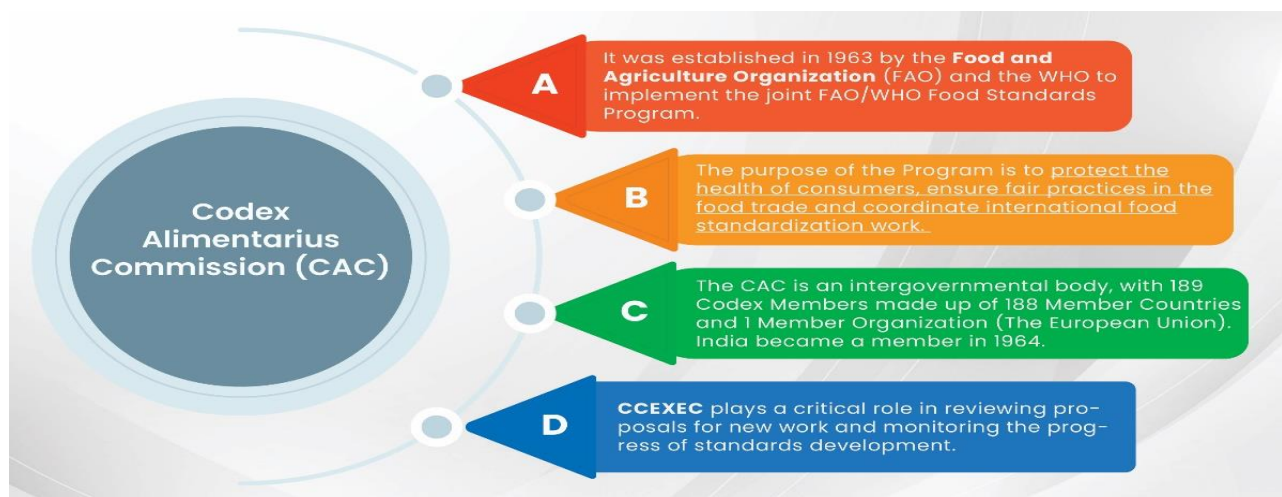 Codex
Alimentarius
Commission (CAC)
A
It was established in 1963 by the Food and
Agriculture Organization (FAO) and the WHO to
implement the joint FAO/WHO Food Standards
Program.
B
The purpose of the Program is to protect the
health of consumers, ensure fair practices in the
food trade and coordinate international food
standardization work.
C
The CAC is an intergovernmental body, with 189
Codex Members made up of 188 Member Countries
and 1 Member Organization (The European Union).
India became a member in 1964.
D
CCEXEC plays a critical role in reviewing pro-
posals for new work and monitoring the prog-
ress of standards development.